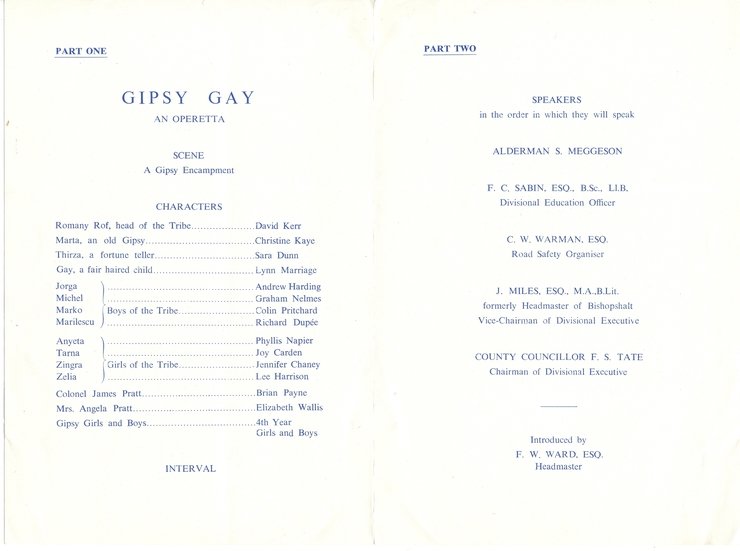 PART ONE
GIPSY GAY
AN OPERETTA
SCENE
A Gipsy Encampment
CHARACTERS
Romany Rof, head of the Tribe....................David Kerr
Marta, an old Gipsy...................................Christine Kaye
Thirza, a fortune teller................................Sara Dunn
Gay, a fair haired child...............................Lynn Marriage
Jorga ................................................Andrew Harding
Michel ................................................Graham Nelmes
Marko Boys of the Tribe.........................Colin Pritchard
Marilescu ................................................Richard Dupée
Anyeta ................................................Phyllis Napier
Tarna ................................................Joy Carden
Zingra Girls of the Tribe.........................Jennifer Chaney
Zelia ................................................Lee Harrison
Colonel James Pratt....................................Brian Payne
Mrs. Angela Pratt.......................................Elizabeth Wallis
Gipsy Girls and Boys...................................4th Year
Girls and Boys
INTERVAL
PART TWO
SPEAKERS
in the order in which they will speak
ALDERMAN S. MEGGESON
F. C. SABIN, ESQ., B.Sc., Ll.B.
Divisional Education Officer
C. W. WARMAN, ESQ.
Road Safety Organiser
J. MILES, ESQ., M.A.,B.Lit.
formerly Headmaster of Bishopshalt
Vice-Chairman of Divisional Executive
COUNTY COUNCILLOR F. S. TATE
Chairman of Divisional Executive
Introduced by
F. W. WARD, ESQ.
Headmaster